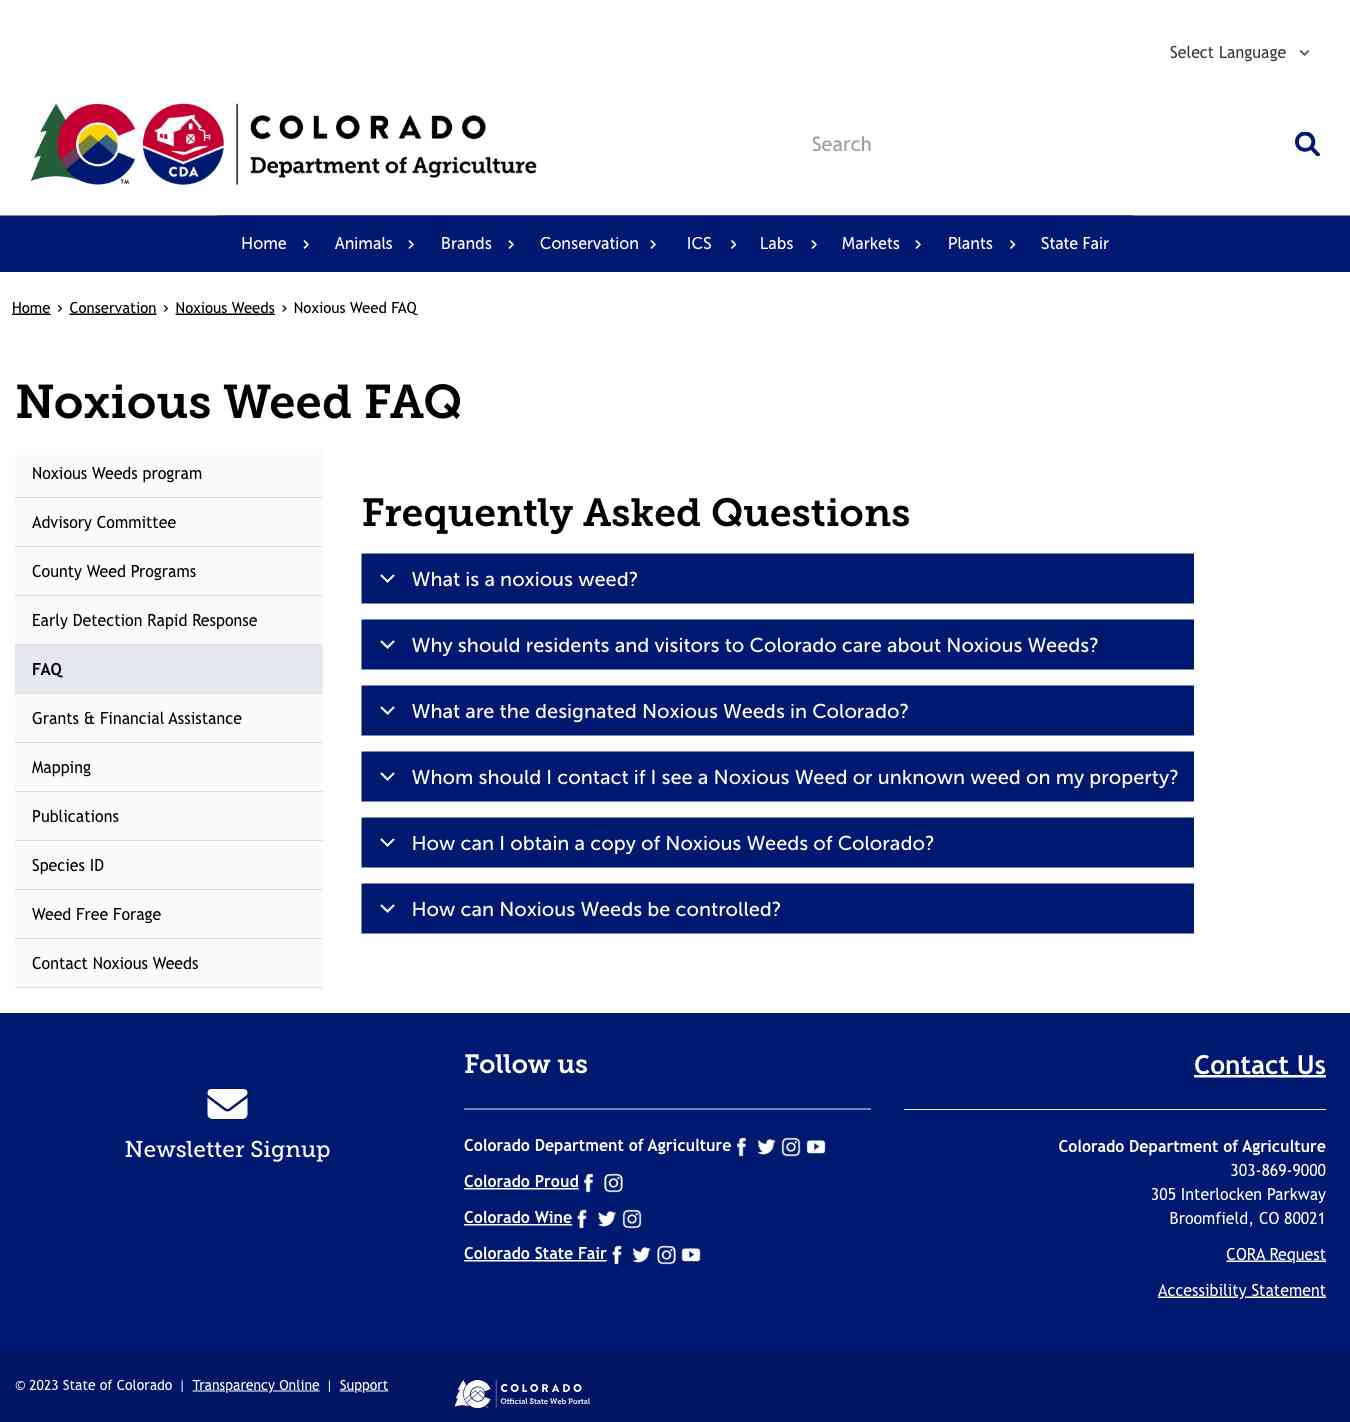 Select Language
CDA
TM
COLORADO
Department of Agriculture
Search
Home Animals Brands Conservation ICS Labs Markets Plants State Fair
Home › Conservation › Noxious Weeds › Noxious Weed FAQ
Noxious Weed FAQ
Noxious Weeds program
Advisory Committee
County Weed Programs
Early Detection Rapid Response
FAQ
Grants & Financial Assistance
Mapping
Publications
Species ID
Weed Free Forage
Contact Noxious Weeds
Frequently Asked Questions
What is a noxious weed?
Why should residents and visitors to Colorado care about Noxious Weeds?
What are the designated Noxious Weeds in Colorado?
Whom should I contact if I see a Noxious Weed or unknown weed on my property?
How can I obtain a copy of Noxious Weeds of Colorado?
How can Noxious Weeds be controlled?
Newsletter Signup
Follow us
Colorado Department of Agriculture
Colorado Proud
Colorado Wine
Colorado State Fair
Contact Us
Colorado Department of Agriculture
303-869-9000
305 Interlocken Parkway
Broomfield, CO 80021
CORA Request
Accessibility Statement
© 2023 State of Colorado | Transparency Online | Support
COLORADO
Official State Web Portal